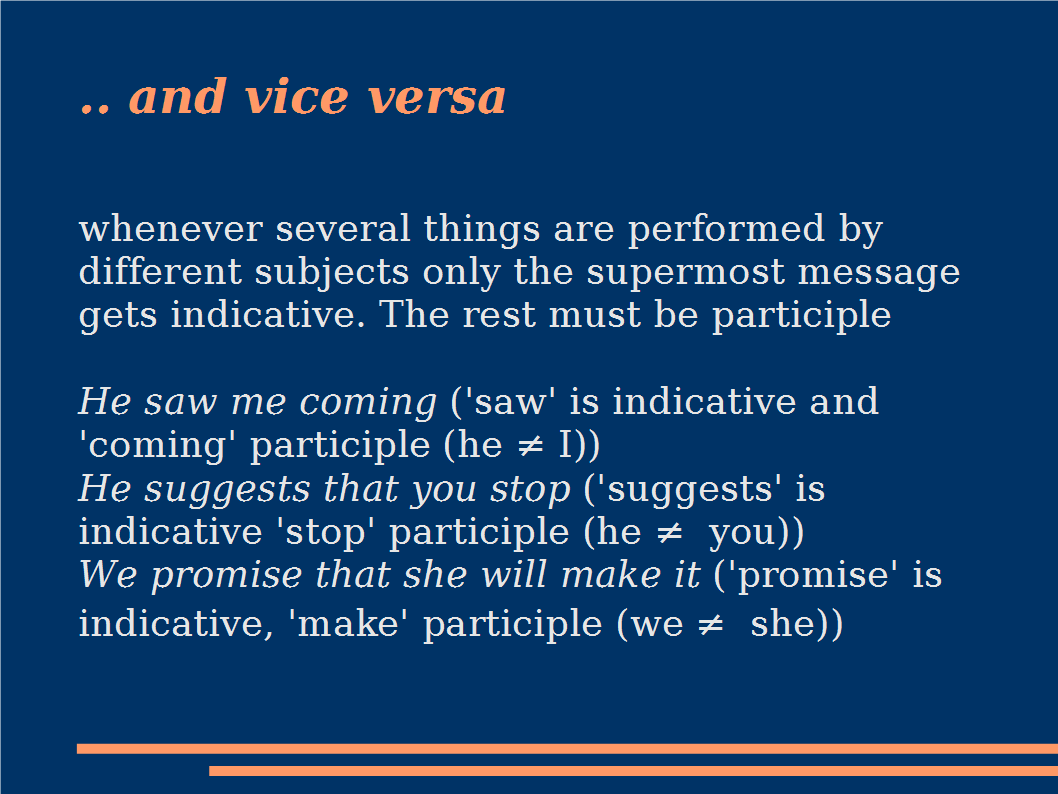 .. and vice versa
whenever several things are performed by
different subjects only the supermost message
gets indicative. The rest must be participle
He saw me coming ('saw' is indicative and
'coming' participle (he ≠ I))
He suggests that you stop ('suggests' is
indicative 'stop' participle (he ≠ you))
We promise that she will make it ('promise' is
indicative, 'make' participle (we ≠ she))